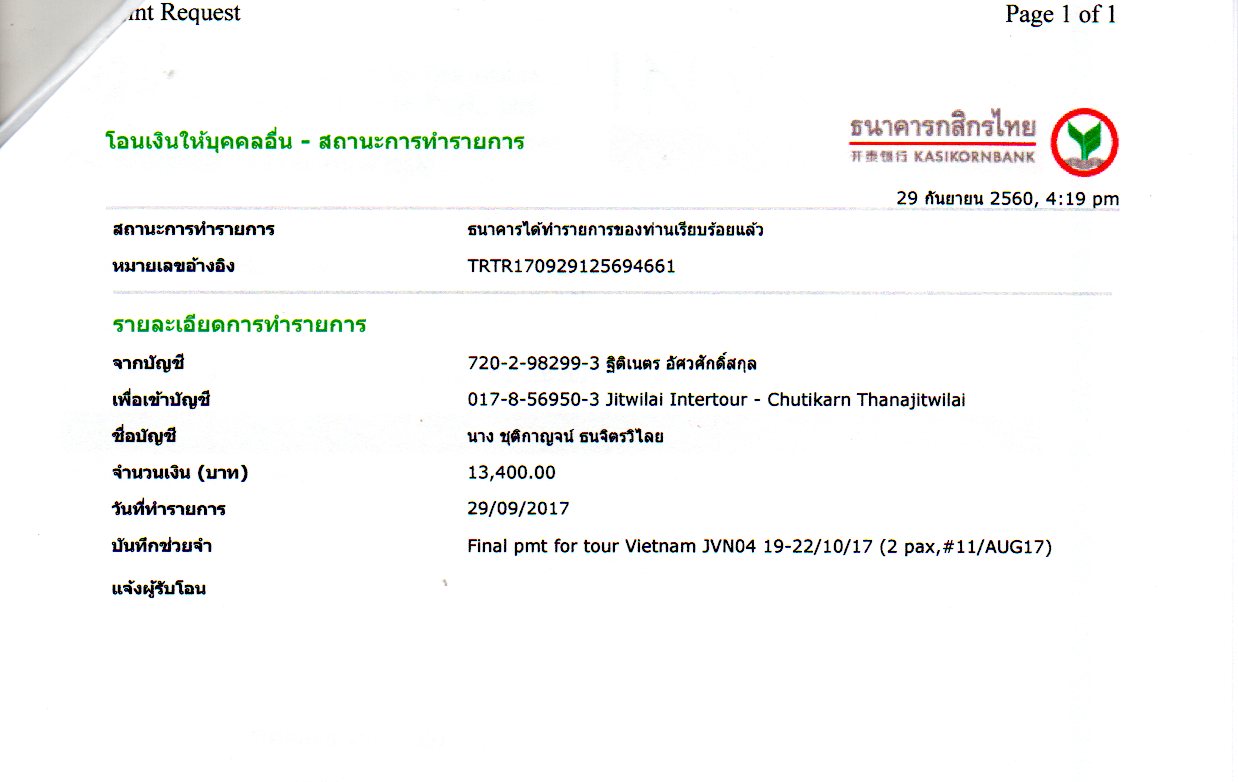 nt Request
Page 1 of 1
ธนาคารกสิกรไทย
开泰银行 KASIKORNBANK
โอนเงินให้บุคคลอื่น - สถานะการทำรายการ
29 กันยายน 2560, 4:19 pm
สถานะการทำรายการ ธนาคารได้ทำรายการของท่านเรียบร้อยแล้ว
หมายเลขอ้างอิง TRTR170929125694661
รายละเอียดการทำรายการ
จากบัญชี 720-2-98299-3 ฐิติเนตร อัศวศักดิ์สกุล
เพื่อเข้าบัญชี 017-8-56950-3 Jitwilai Intertour - Chutikarn Thanajitwilai
ชื่อบัญชี นาง ชุติกาญจน์ ธนจิตรวิไลย
จำนวนเงิน (บาท) 13,400.00
วันที่ทำรายการ 29/09/2017
บันทึกช่วยจำ Final pmt for tour Vietnam JVN04 19-22/10/17 (2 pax,#11/AUG17)
แจ้งผู้รับโอน